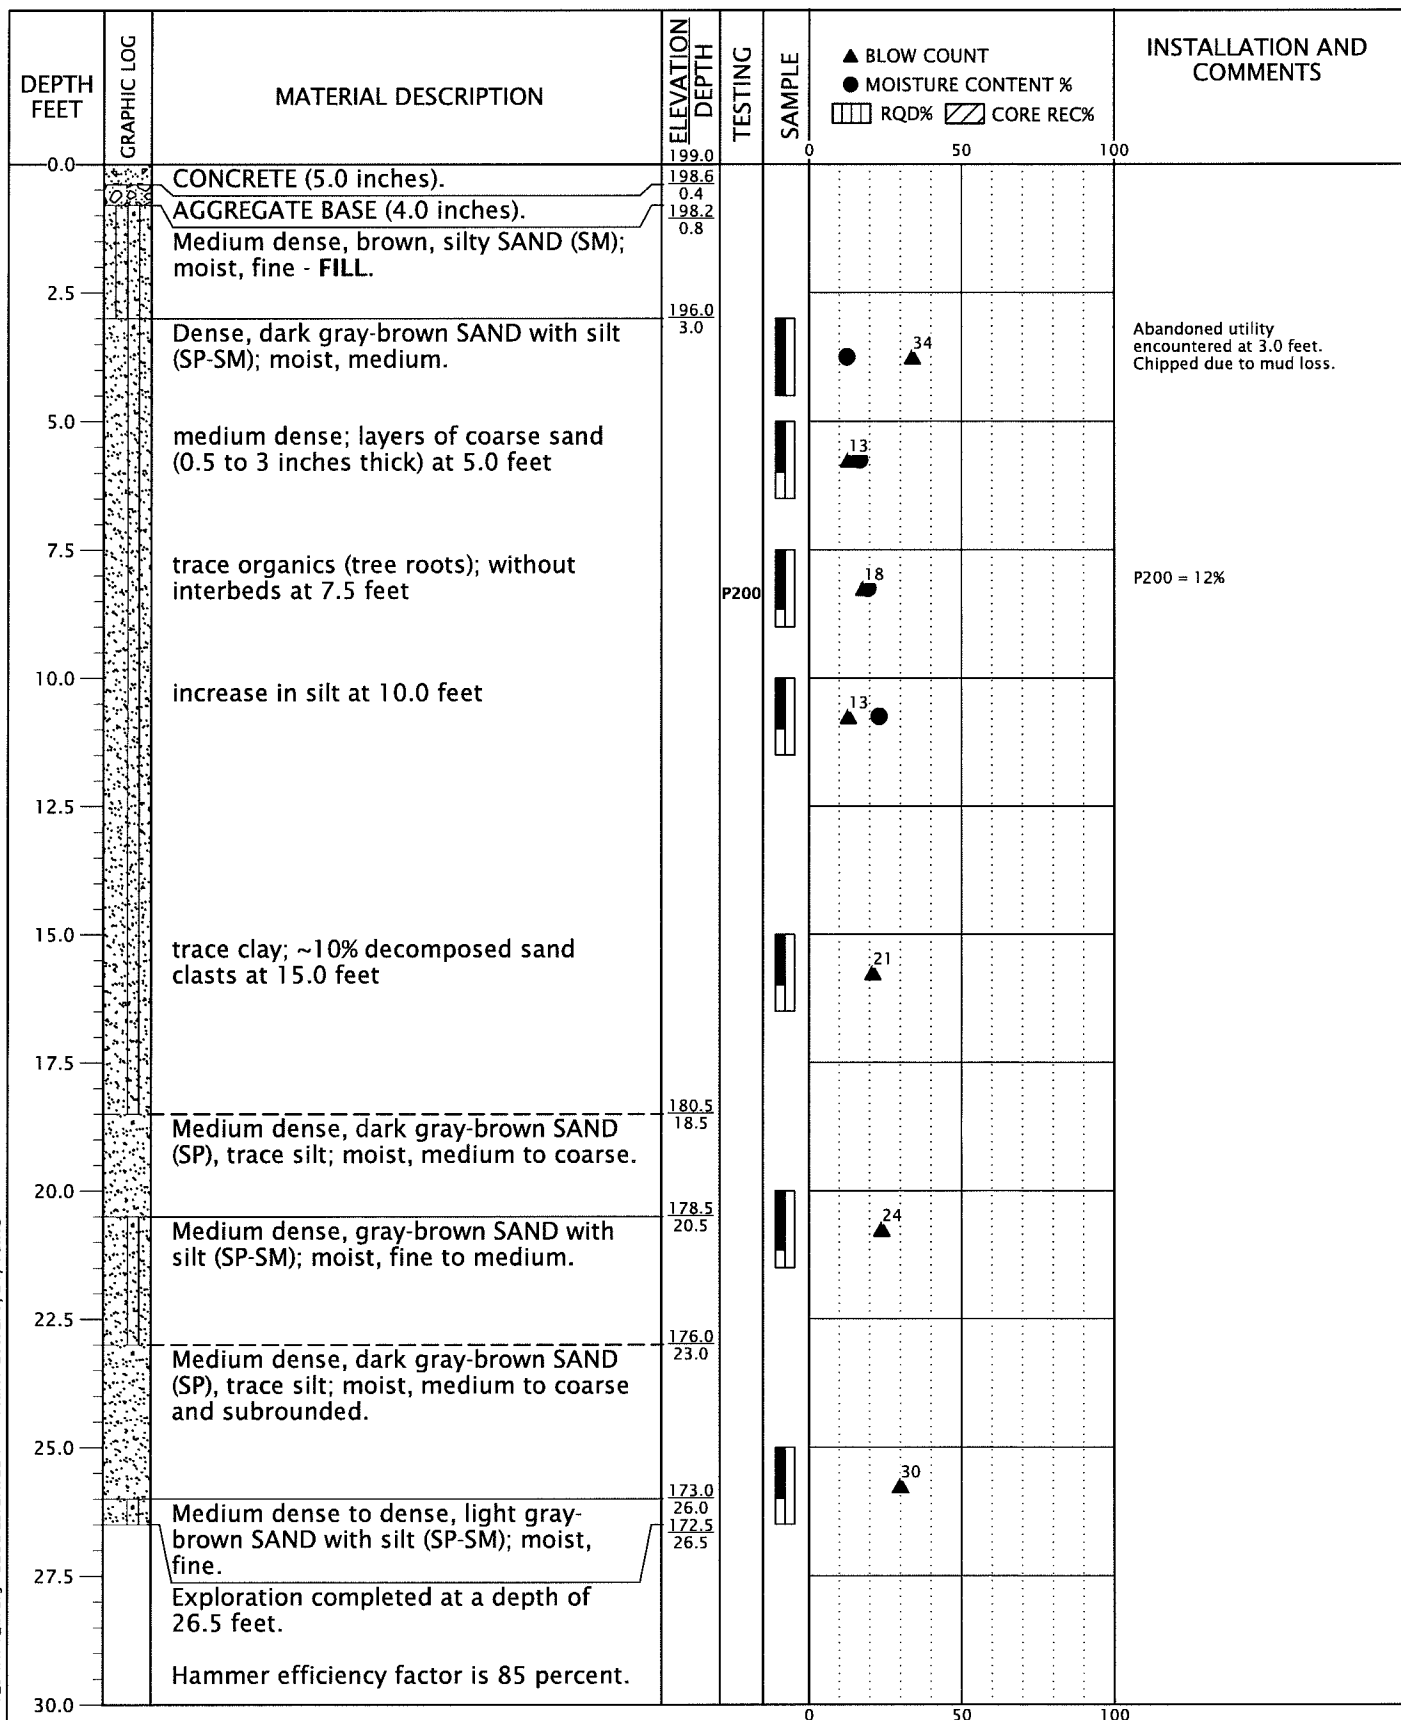 DEPTH
FEET
GRAPHIC LOG
MATERIAL DESCRIPTION
ELEVATION
DEPTH
TESTING
SAMPLE
▲ BLOW COUNT
● MOISTURE CONTENT %
RQD% CORE REC%
INSTALLATION AND
COMMENTS
0 50 100
0.0
199.0
CONCRETE (5.0 inches).
198.6
0.4
AGGREGATE BASE (4.0 inches).
198.2
0.8
Medium dense, brown, silty SAND (SM);
moist, fine - FILL.
2.5
196.0
3.0
Dense, dark gray-brown SAND with silt
(SP-SM); moist, medium.
34
Abandoned utility
encountered at 3.0 feet.
Chipped due to mud loss.
5.0
medium dense; layers of coarse sand
(0.5 to 3 inches thick) at 5.0 feet
13
7.5
trace organics (tree roots); without
interbeds at 7.5 feet
P200
18
P200 = 12%
10.0
increase in silt at 10.0 feet
13
12.5
15.0
trace clay; ~10% decomposed sand
clasts at 15.0 feet
21
17.5
180.5
18.5
Medium dense, dark gray-brown SAND
(SP), trace silt; moist, medium to coarse.
20.0
178.5
20.5
Medium dense, gray-brown SAND with
silt (SP-SM); moist, fine to medium.
24
22.5
176.0
23.0
Medium dense, dark gray-brown SAND
(SP), trace silt; moist, medium to coarse
and subrounded.
25.0
30
173.0
26.0
Medium dense to dense, light gray-
brown SAND with silt (SP-SM); moist,
fine.
172.5
26.5
27.5
Exploration completed at a depth of
26.5 feet.
Hammer efficiency factor is 85 percent.
30.0
0 50 100